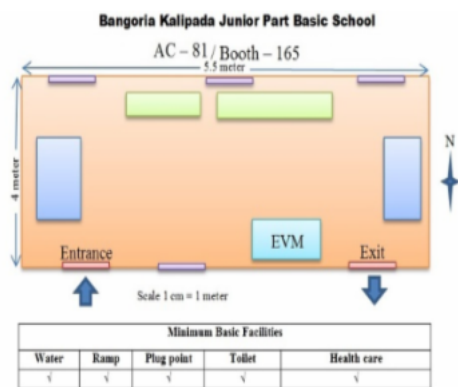 Bangoria Kalipada Junior Part Basic School
AC – 81/Booth -165
5.5 meter
4 meter
N
EVM
Entrance
Exit
Scale 1 cm = 1 meter
Minimum Basic Facilities
Water Ramp Plug point Toilet Health care
√ √ √ √ √